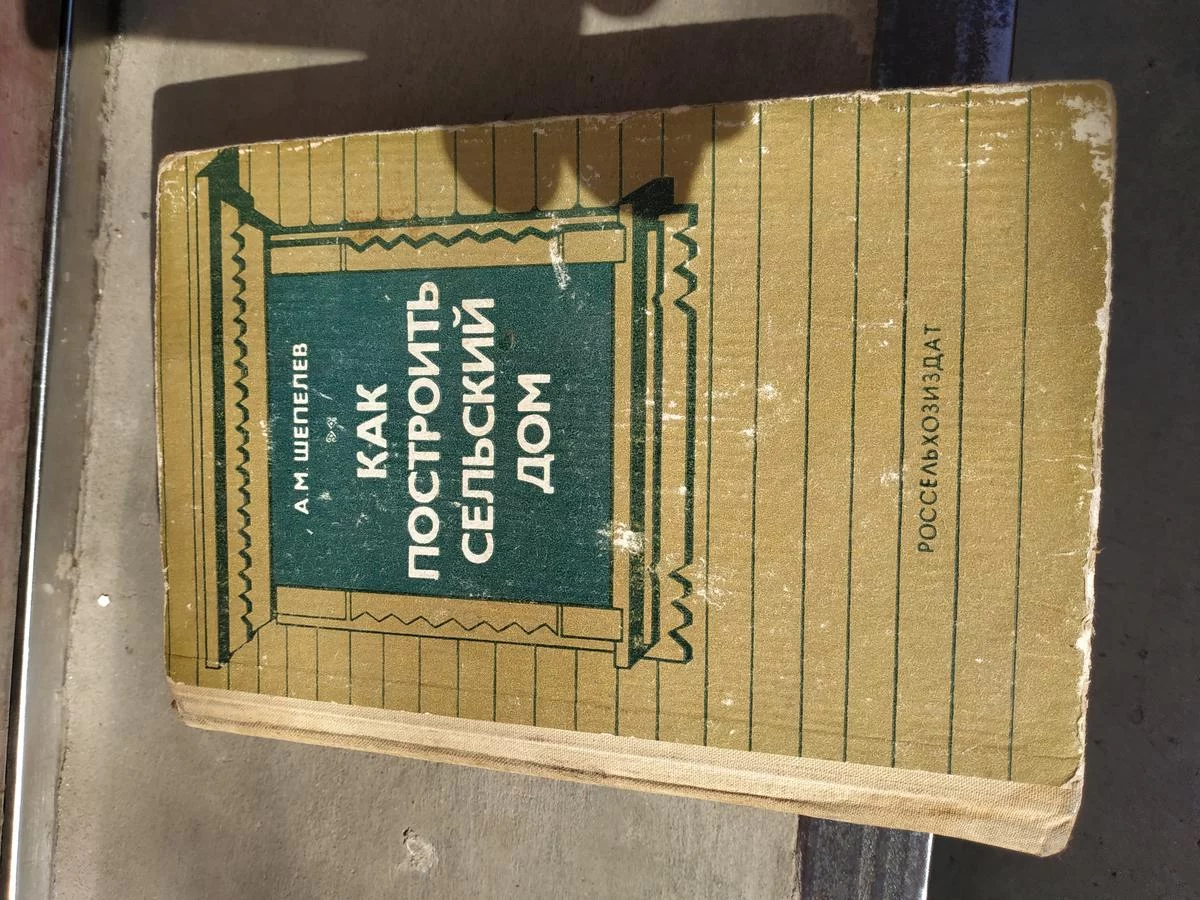 А.М ШЕПЕЛЕВ
КАК
ПОСТРОИТЬ
СЕЛЬСКИЙ
ДОМ
РОССЕЛЬХОЗИЗДАТ